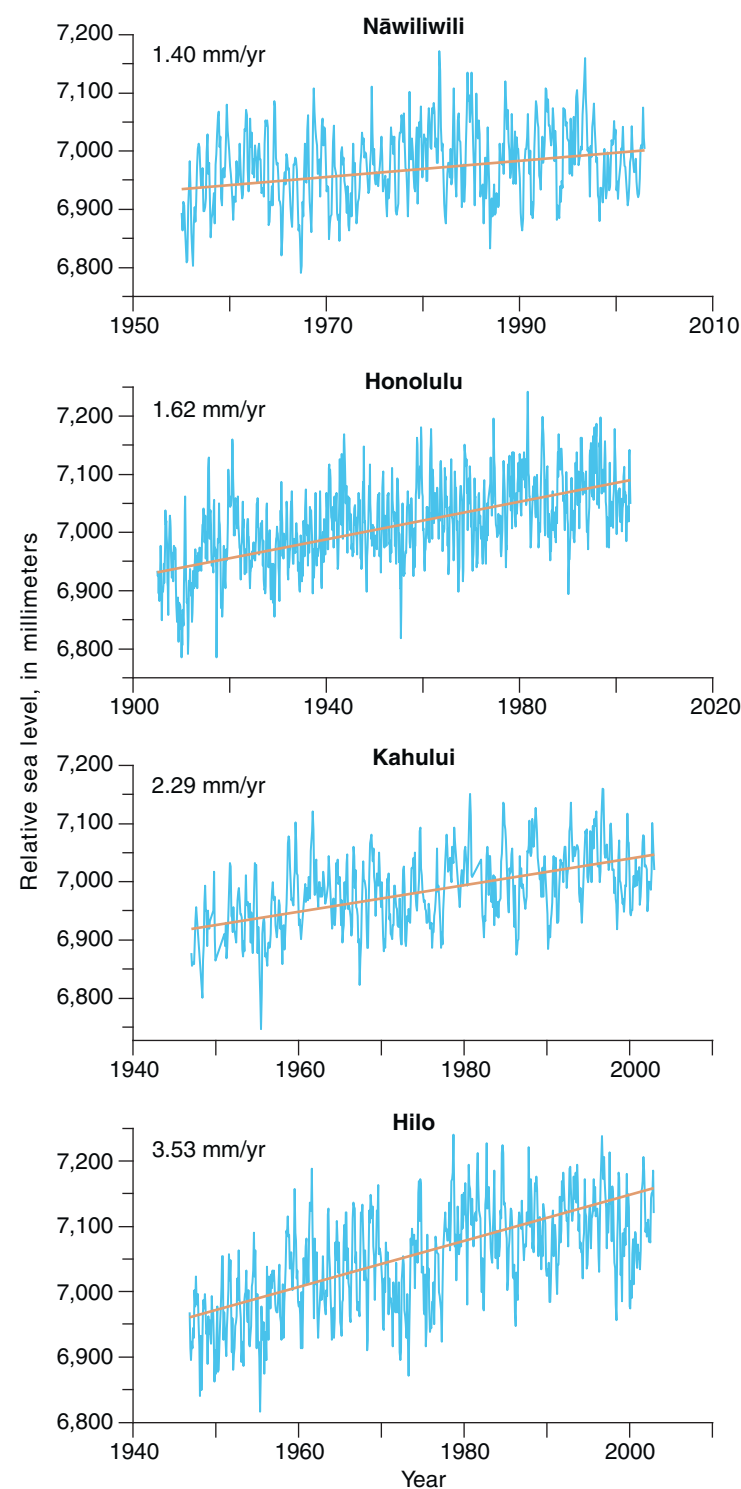 Nāwiliwili
1.40 mm/yr
7,200
7,100
7,000
6,900
6,800
1950 1970 1990 2010
Honolulu
1.62 mm/yr
7,200
7,100
7,000
6,900
6,800
1900 1940 1980 2020
Relative sea level, in millimeters
Kahului
2.29 mm/yr
7,200
7,100
7,000
6,900
6,800
1940 1960 1980 2000
Hilo
3.53 mm/yr
7,200
7,100
7,000
6,900
6,800
1940 1960 1980 2000
Year